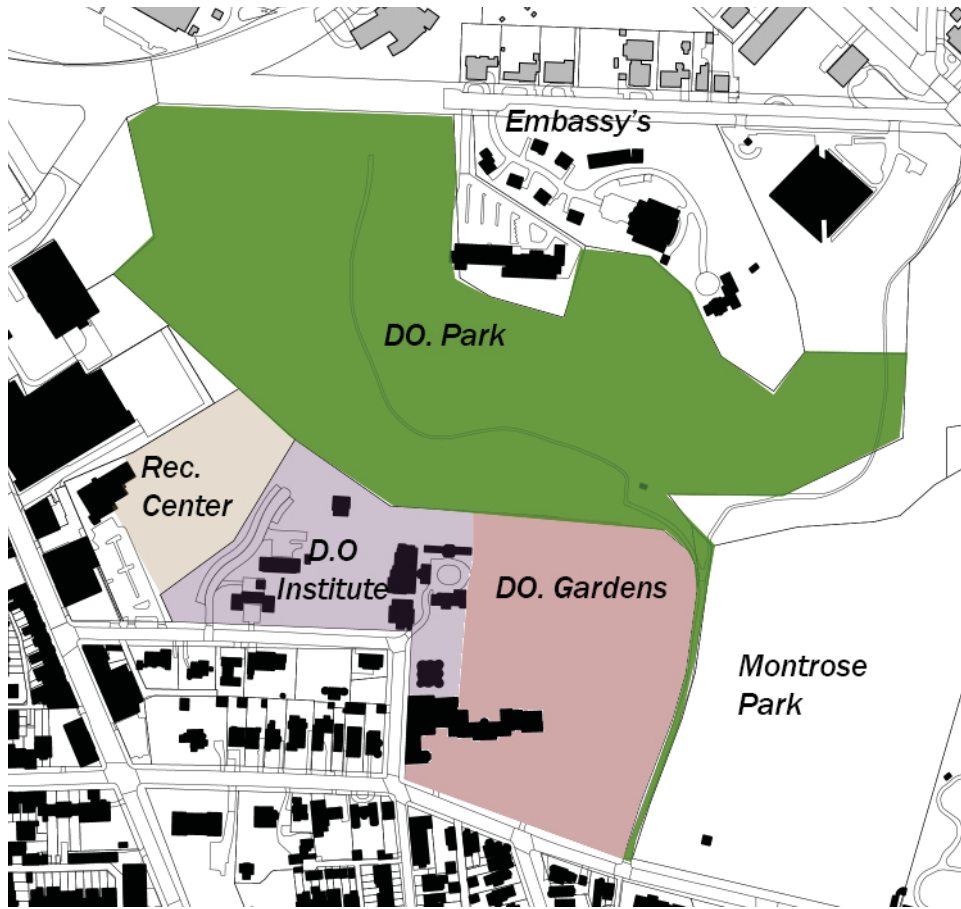 Embassy's
DO. Park
Rec.
Center
D.O
Institute
DO. Gardens
Montrose
Park